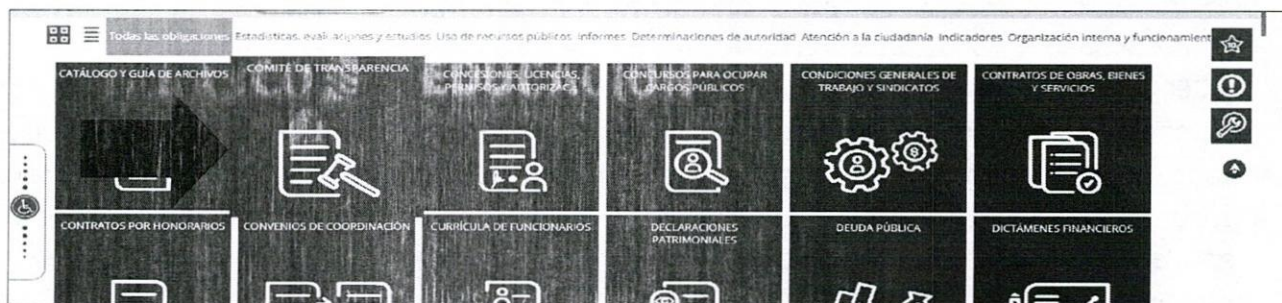 Todas las obligaciones Estadísticas, evaluaciones y estudios Uso de recursos públicos Informes Determinaciones de autoridad Atención a la ciudadanía Indicadores Organización interna y funcionamient
CATÁLOGO Y GUÍA DE ARCHIVOS
COMITÉ DE TRANSPARENCIA
CONCESIONES, LICENCIAS,
PERMISOS Y AUTORIZAC...
CONCURSOS PARA OCUPAR
CARGOS PÚBLICOS
CONDICIONES GENERALES DE
TRABAJO Y SINDICATOS
CONTRATOS DE OBRAS, BIENES
Y SERVICIOS
CONTRATOS POR HONORARIOS
CONVENIOS DE COORDINACIÓN
CURRÍCULA DE FUNCIONARIOS
DECLARACIONES
PATRIMONIALES
DEUDA PÚBLICA
DICTÁMENES FINANCIEROS